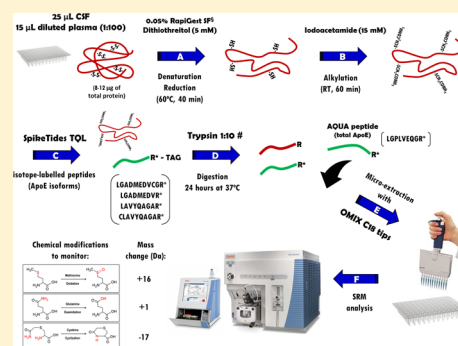 25 µL CSF
15 µL diluted plasma (1:100)
(8-12 µg of
total protein)
0.05% RapiGest SF§
Dithiothreitol (5 mM)
A
Denaturation
Reduction
(60°C, 40 min)
Iodoacetamide (15 mM)
B
Alkylation
(RT, 60 min)
SpikeTides TQL
C
isotope-labelled peptides
(ApoE isoforms)
R* - TAG
LGADMEDVCGR*
LGADMEDVR*
LAVYQAGAR*
CLAVYQAGAR*
Trypsin 1:10 #
D
Digestion
24 hours at 37°C
R
R*
AQUA peptide
(total ApoE)
LGPLVEQGR*
R*
Micro-extraction
with
OMIX C18 tips
E
F
SRM
analysis
Chemical modifications
to monitor:
Mass
change (Da):
Methionine
Oxidation
+16
Glutamine
Deamidation
+1
Cysteine
Cyclization
-17